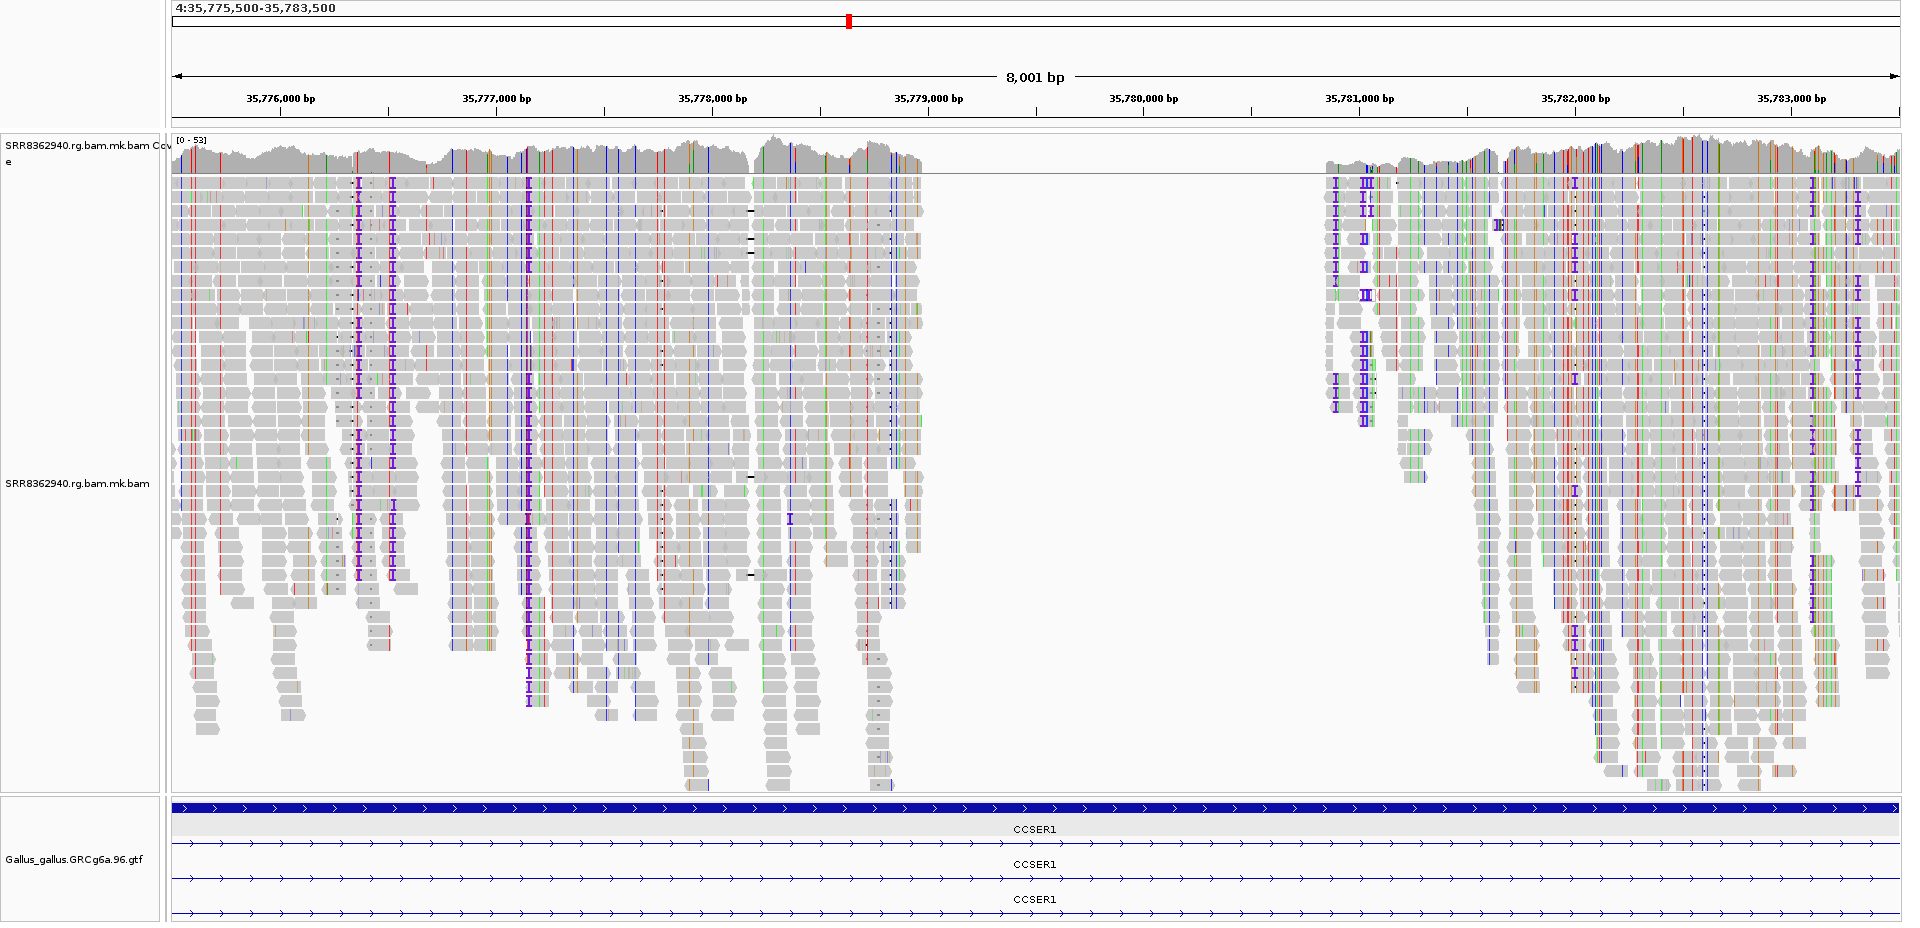 4:35,775,500-35,783,500
8,001 bp
35,776,000 bp 35,777,000 bp 35,778,000 bp 35,779,000 bp 35,780,000 bp 35,781,000 bp 35,782,000 bp 35,783,000 bp
SRR8362940.rg.bam.mk.bam Cov
e
[0 - 53]
SRR8362940.rg.bam.mk.bam
CCSER1
Gallus_gallus.GRCg6a.96.gtf
CCSER1
CCSER1